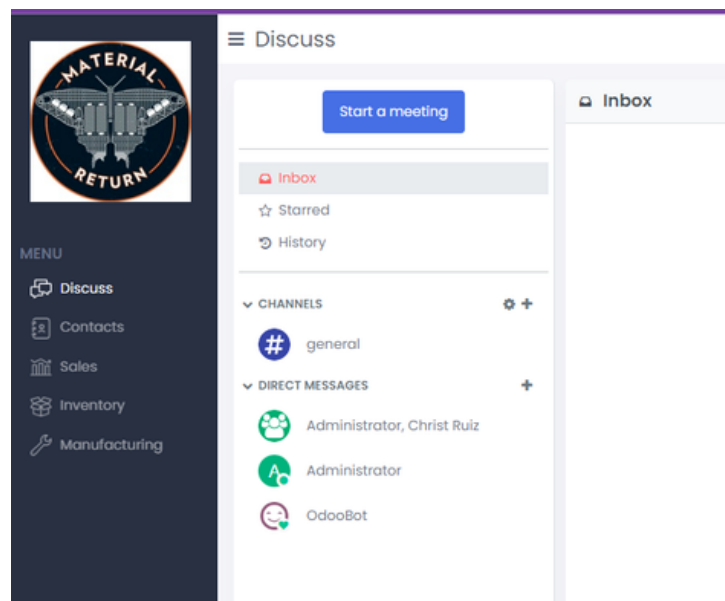 MATERIAL
RETURN
MENU
Discuss
Contacts
Sales
Inventory
Manufacturing
Discuss
Start a meeting
Inbox
Starred
History
CHANNELS
#
general
DIRECT MESSAGES
Administrator, Christ Ruiz
A
Administrator
OdooBot
Inbox